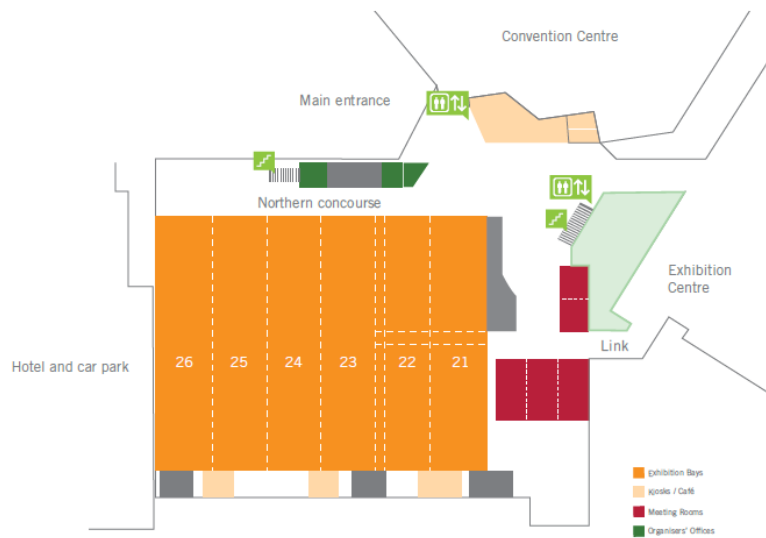 Convention Centre
Main entrance
Northern concourse
Exhibition
Centre
Hotel and car park
26
25
24
23
22
21
Link
Exhibition Bays
Kiosks / Café
Meeting Rooms
Organisers' Offices